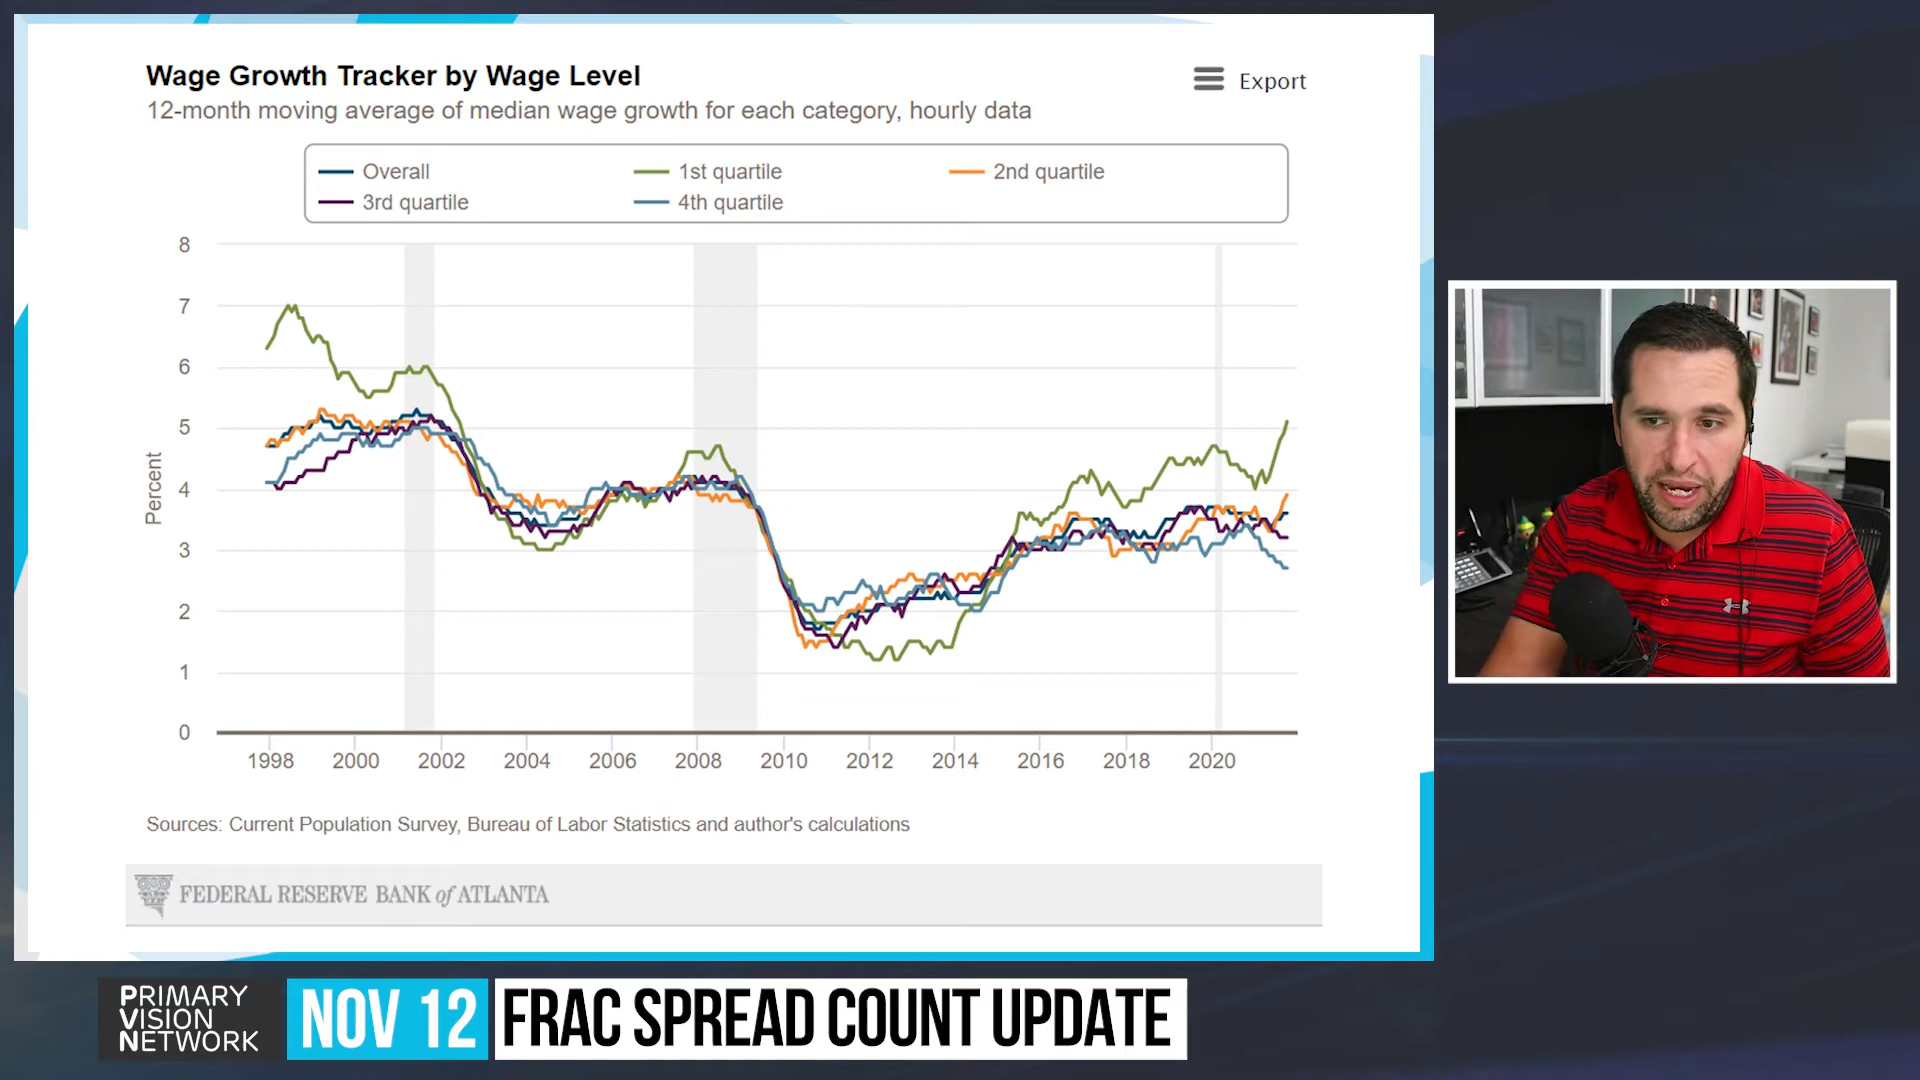 Wage Growth Tracker by Wage Level
Export
12-month moving average of median wage growth for each category, hourly data
Overall
1st quartile
2nd quartile
3rd quartile
4th quartile
8
7
6
5
4
3
2
1
0
Percent
1998 2000 2002 2004 2006 2008 2010 2012 2014 2016 2018 2020
Sources: Current Population Survey, Bureau of Labor Statistics and author's calculations
FEDERAL RESERVE BANK of ATLANTA
PRIMARY
VISION
NETWORK
NOV 12
FRAC SPREAD COUNT UPDATE